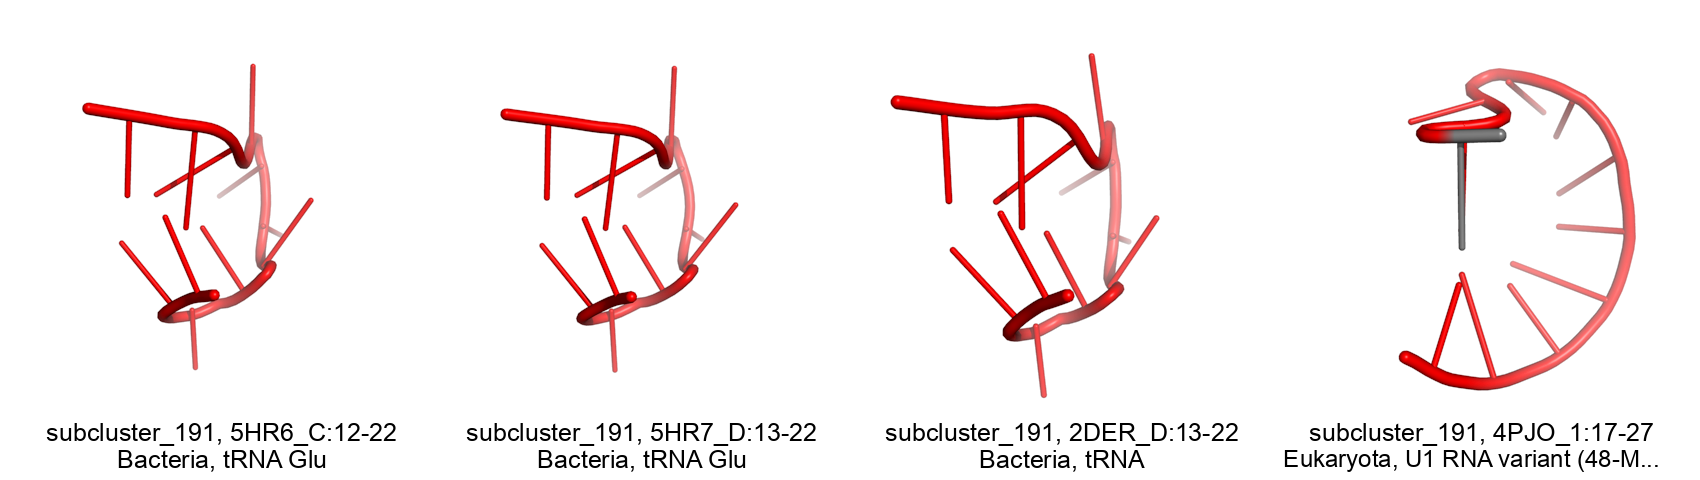 subcluster_191, 5HR6_C:12-22
Bacteria, tRNA Glu
subcluster_191, 5HR7_D:13-22
Bacteria, tRNA Glu
subcluster_191, 2DER_D:13-22
Bacteria, tRNA
subcluster_191, 4PJO_1:17-27
Eukaryota, U1 RNA variant (48-M...